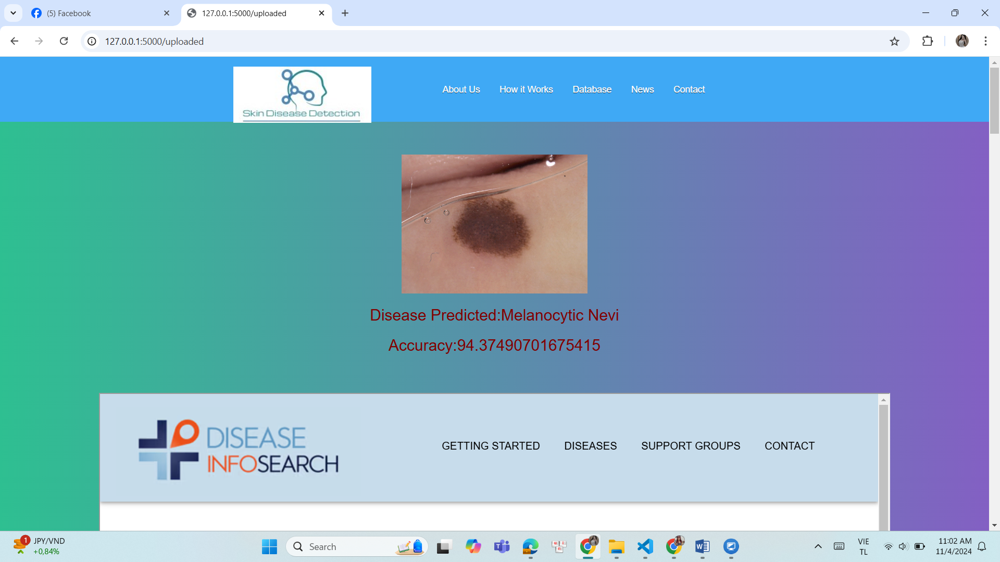 (5) Facebook
127.0.0.1:5000/uploaded
127.0.0.1:5000/uploaded
Skin Disease Detection
About Us
How it Works
Database
News
Contact
Disease Predicted:Melanocytic Nevi
Accuracy:94.37490701675415
DISEASE
INFOSEARCH
GETTING STARTED
DISEASES
SUPPORT GROUPS
CONTACT
1
JPY/VND
+0,84%
Search
VIE
TL
11:02 AM
11/4/2024